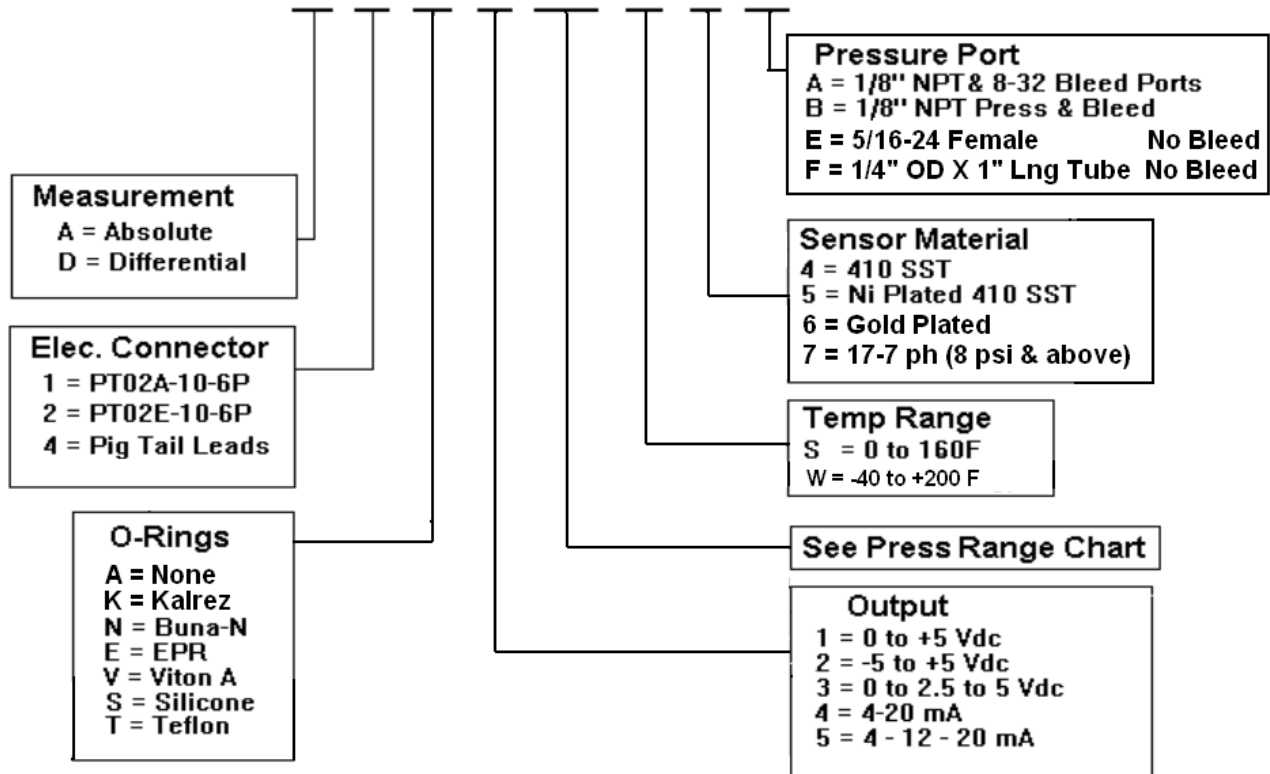 Pressure Port
A = 1/8" NPT& 8-32 Bleed Ports
B = 1/8" NPT Press & Bleed
E = 5/16-24 Female No Bleed
F = 1/4" OD X 1" Lng Tube No Bleed
Measurement
A = Absolute
D = Differential
Sensor Material
4 = 410 SST
5 = Ni Plated 410 SST
6 = Gold Plated
7 = 17-7 ph (8 psi & above)
Elec. Connector
1 = PT02A-10-6P
2 = PT02E-10-6P
4 = Pig Tail Leads
Temp Range
S = 0 to 160F
W = -40 to +200 F
O-Rings
A = None
K = Kalrez
N = Buna-N
E = EPR
V = Viton A
S = Silicone
T = Teflon
See Press Range Chart
Output
1 = 0 to +5 Vdc
2 = -5 to +5 Vdc
3 = 0 to 2.5 to 5 Vdc
4 = 4-20 mA
5 = 4 - 12 - 20 mA